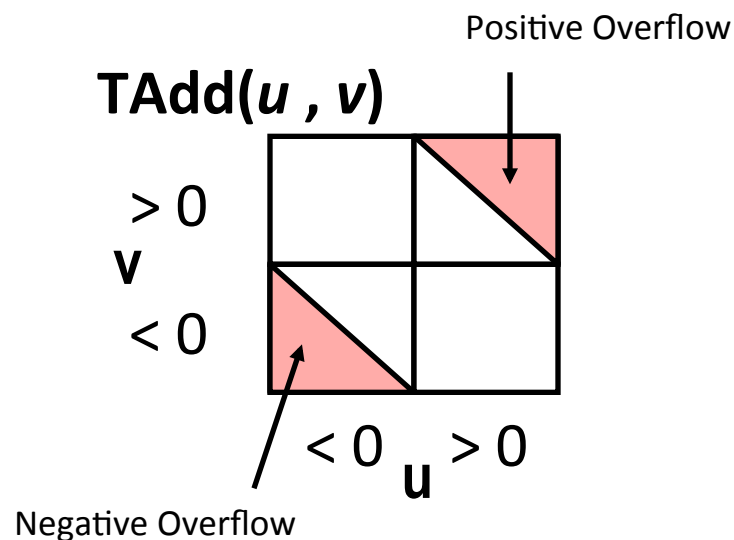 Positive Overflow
TAdd(u , v)
> 0
v
< 0
< 0 > 0
u
Negative Overflow